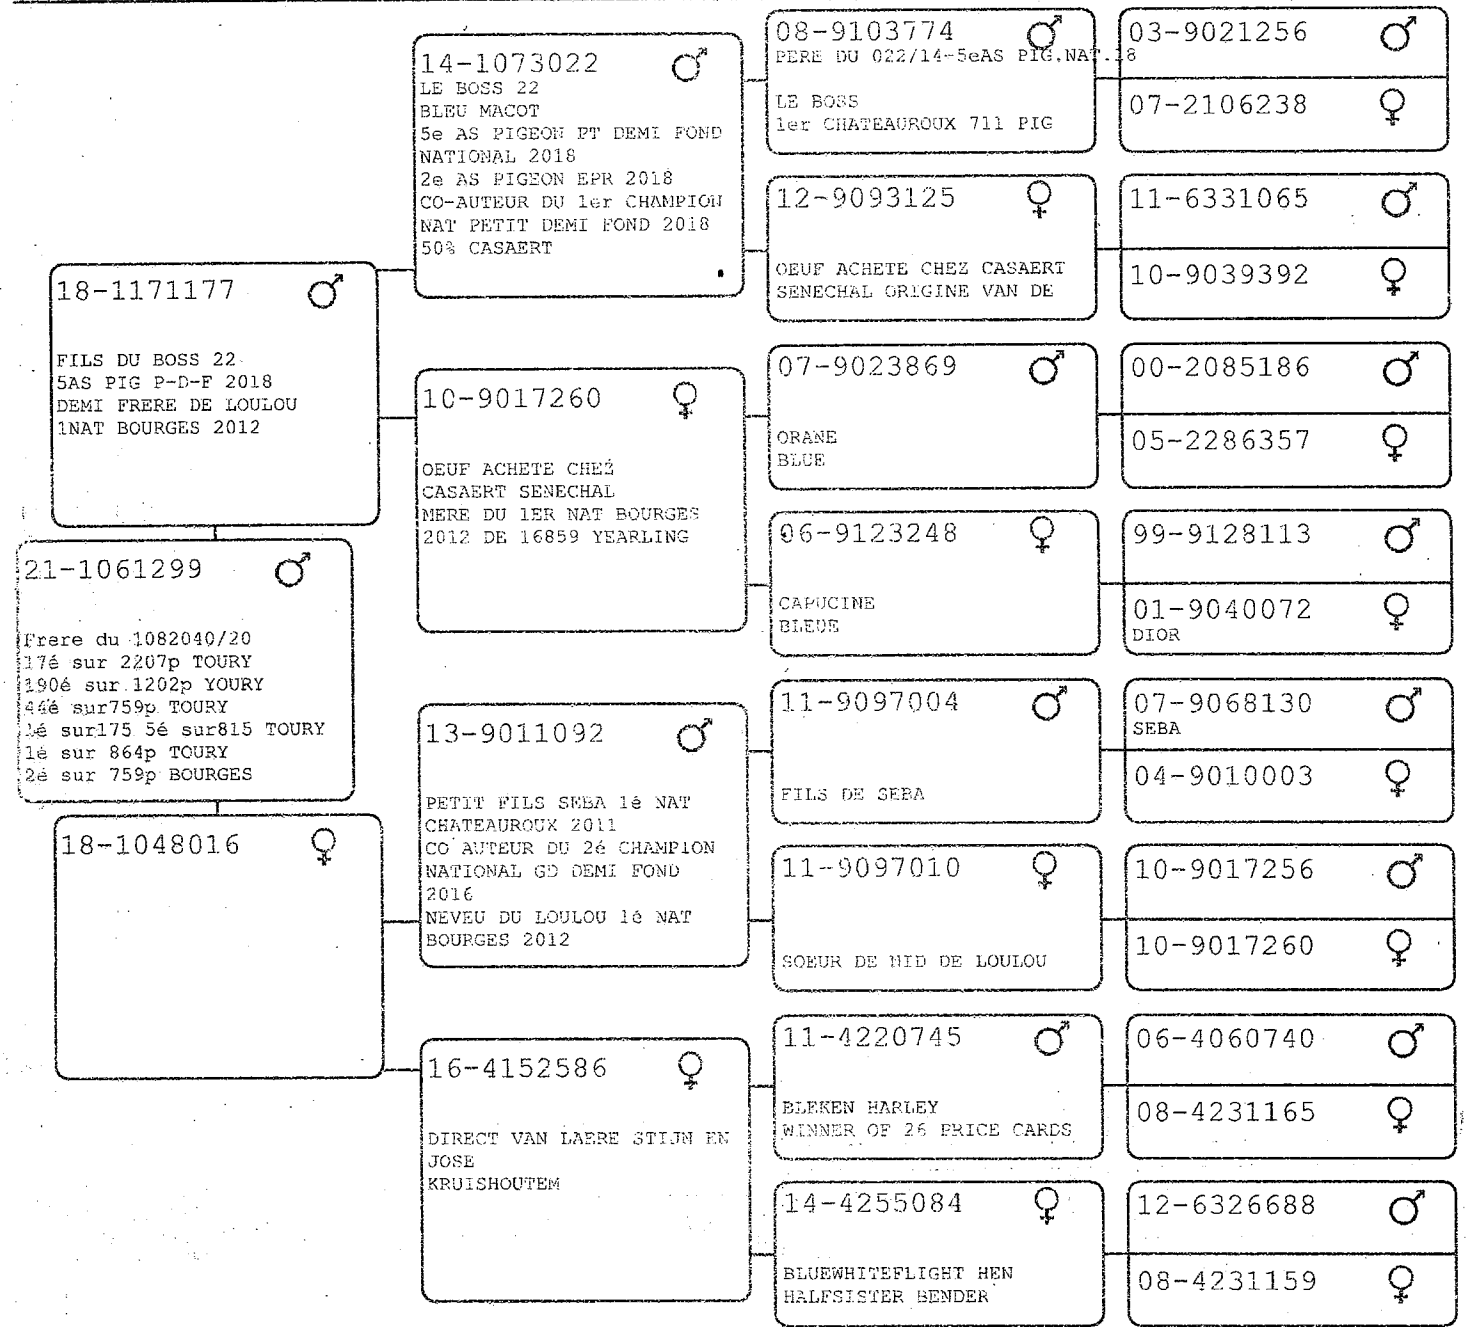 21-1061299 ♂
Frere du 1082040/20
17é sur 2207p TOURY
190é sur 1202p YOURY
sur759p TOURY
sur175 5é sur815 TOURY
1é sur 864p TOURY
2é sur 759p BOURGES
18-1171177 ♂
FILS DU BOSS 22
5AS PIG P-D-F 2018
DEMI FRERE DE LOULOU
1NAT BOURGES 2012
18-1048016 ♀
14-1073022 ♂
LE BOSS 22
BLEU MACOT
5e AS PIGEON PT DEMI FOND
NATIONAL 2018
2e AS PIGEON EPR 2018
CO-AUTEUR DU 1er CHAMPION
NAT PETIT DEMI FOND 2018
50% CASAERT
10-9017260 ♀
OEUF ACHETE CHEZ
CASAERT SENECHAL
MERE DU 1ER NAT BOURGES
2012 DE 16859 YEARLING
13-9011092 ♂
PETIT FILS SEBA 1é NAT
CHATEAUROUX 2011
CO AUTEUR DU 2é CHAMPION
NATIONAL GD DEMI FOND
2016
NEVEU DU LOULOU 1é NAT
BOURGES 2012
16-4152586 ♀
DIRECT VAN LAERE STIJN EN
JOSE
KRUISHOUTEM
08-9103774 ♂
PERE DU 022/14-5eAS PIG.NAT.18
LE BOSS
1er CHATEAUROUX 711 PIG
12-9093125 ♀
OEUF ACHETE CHEZ CASAERT
SENECHAL ORIGINE VAN DE
07-9023869 ♂
ORANE
BLUE
06-9123248 ♀
CAPUCINE
BLEUE
11-9097004 ♂
FILS DE SEBA
11-9097010 ♀
SOEUR DE NID DE LOULOU
11-4220745 ♂
BLEKEN HARLEY
WINNER OF 26 PRICE CARDS
14-4255084 ♀
BLUEWHITEFLIGHT HEN
HALFSISTER BENDER
03-9021256 ♂
07-2106238 ♀
11-6331065 ♂
10-9039392 ♀
00-2085186 ♂
05-2286357 ♀
99-9128113 ♂
01-9040072 ♀
DIOR
07-9068130 ♂
SEBA
04-9010003 ♀
10-9017256 ♂
10-9017260 ♀
06-4060740 ♂
08-4231165 ♀
12-6326688 ♂
08-4231159 ♀